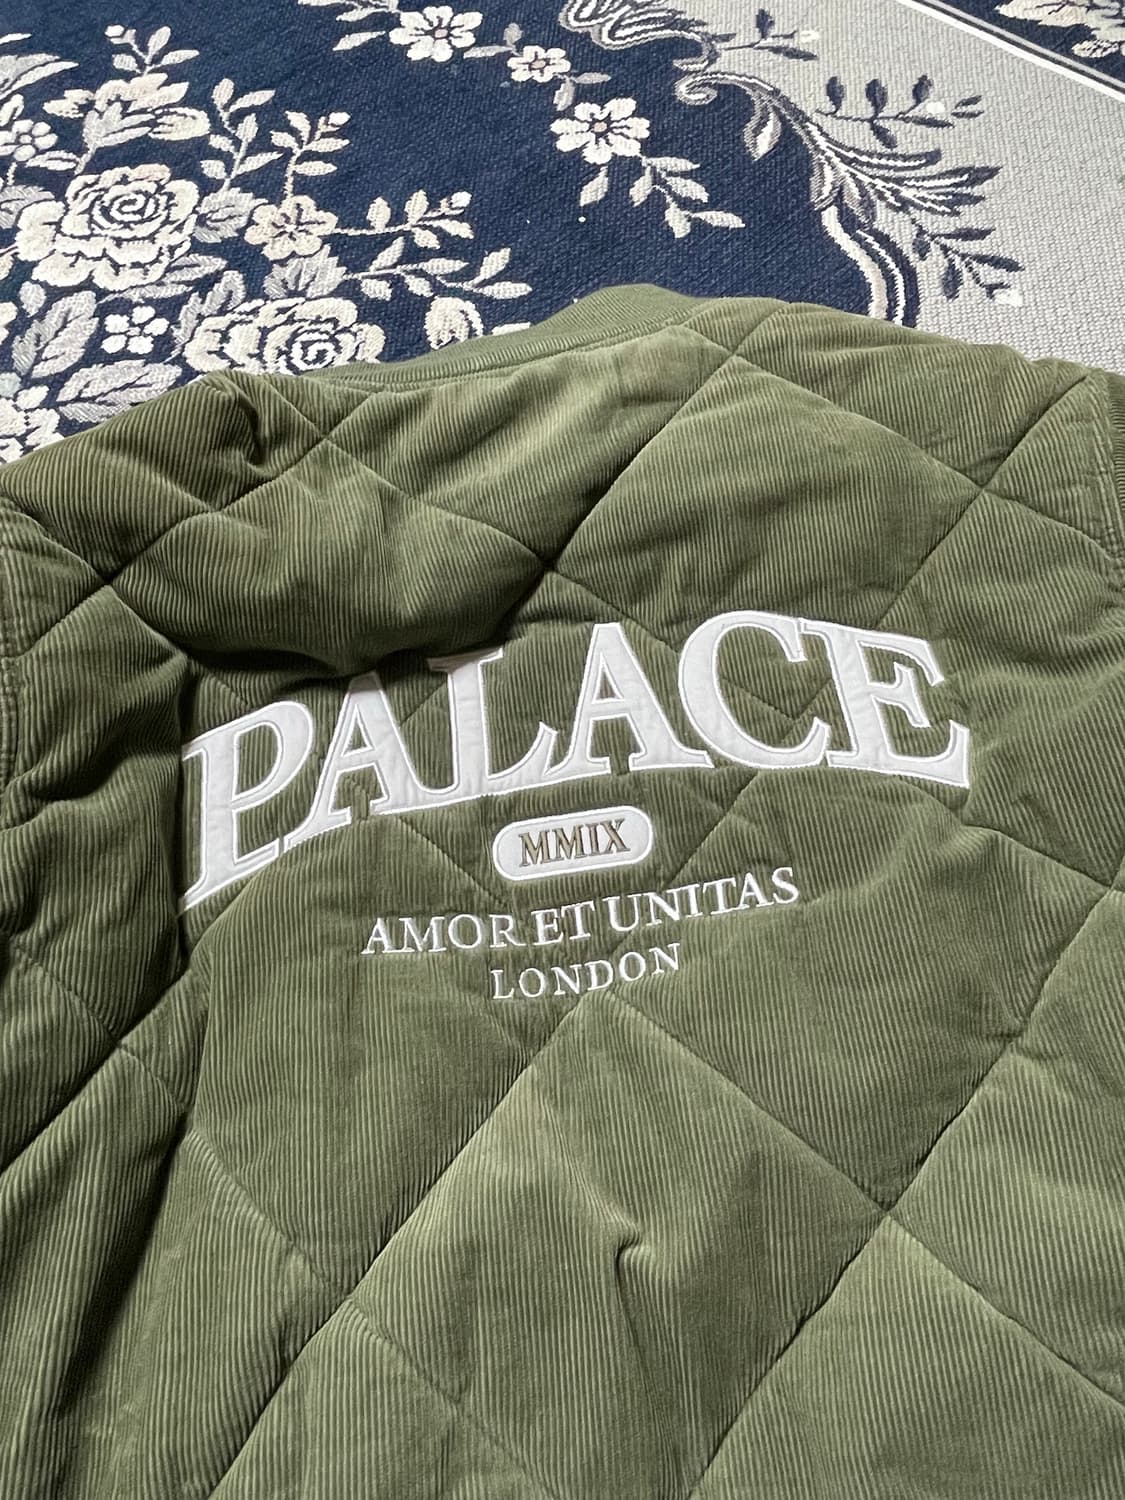 PALACE
MMIX
AMOR ET UNITAS
LONDON